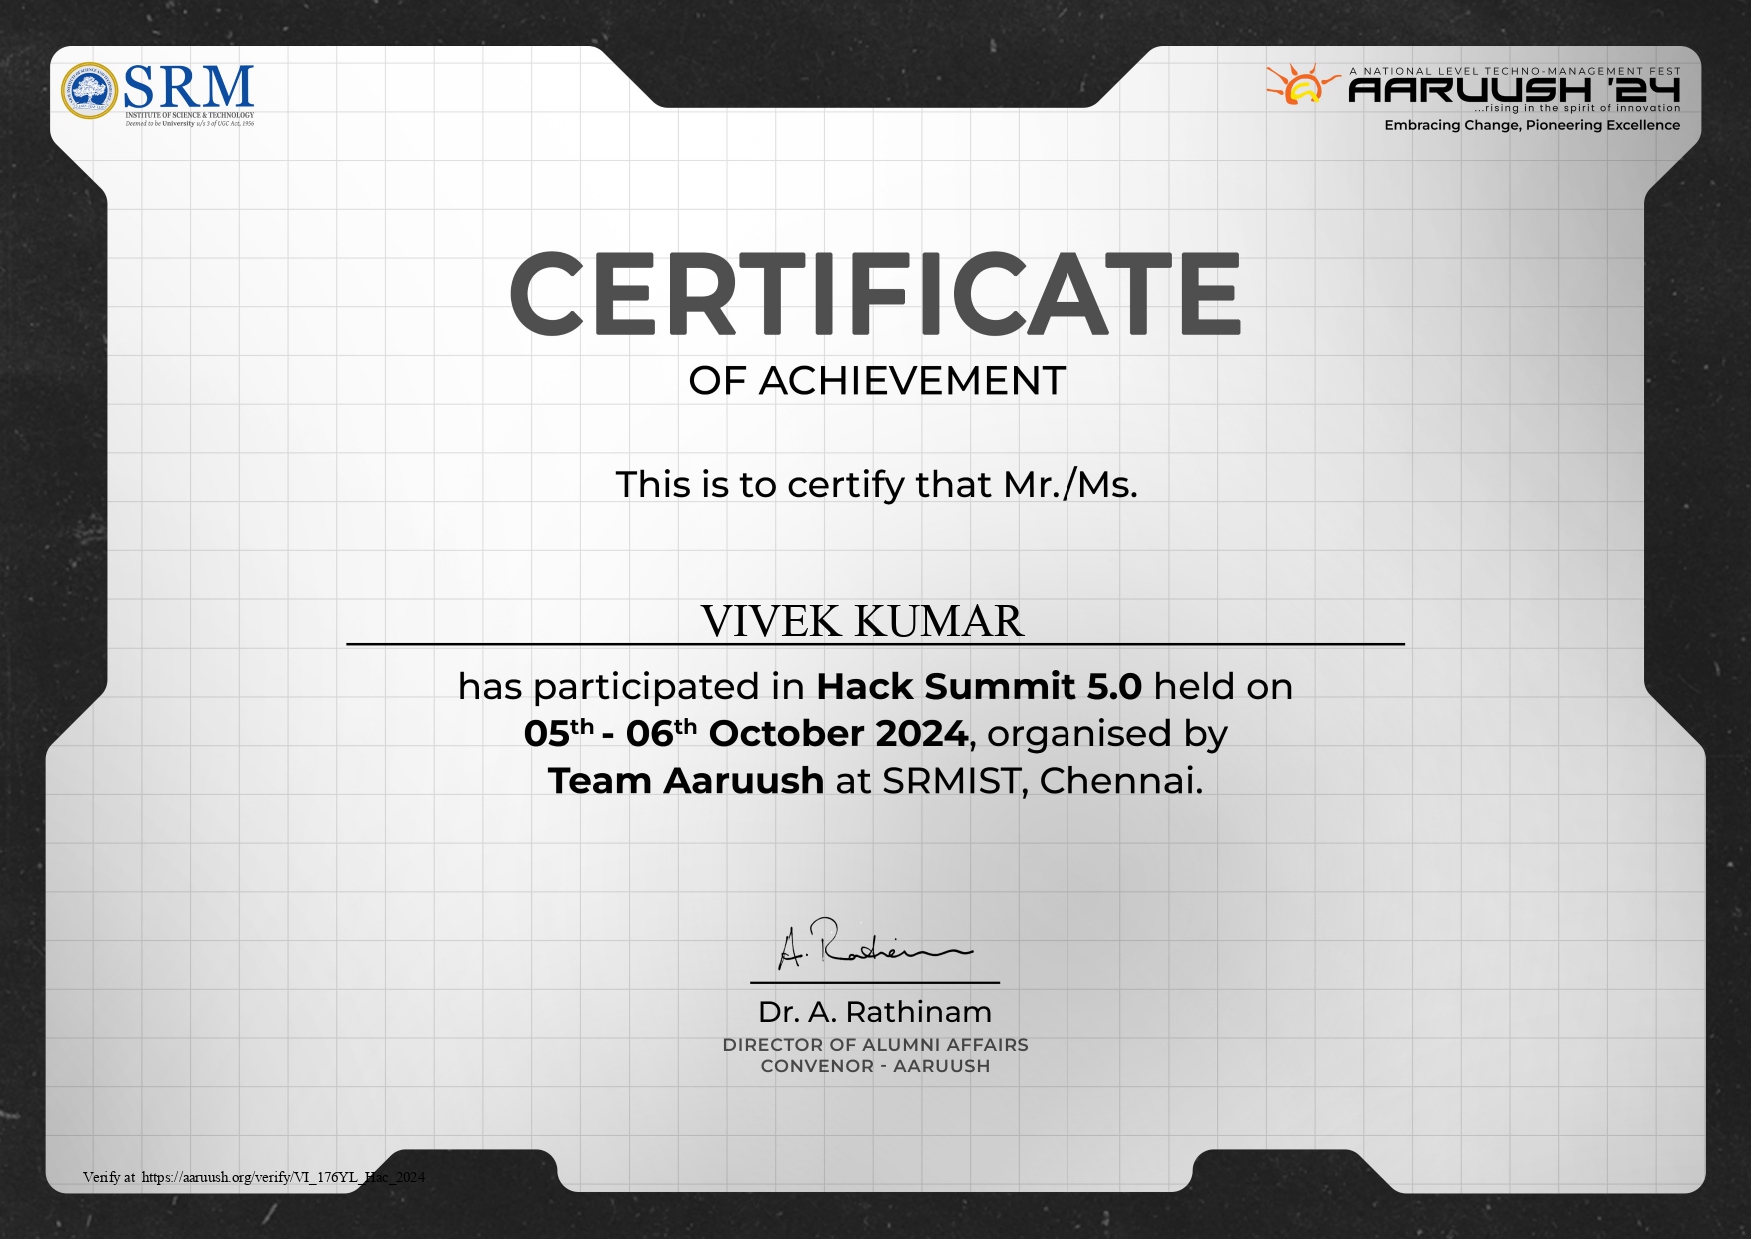 SRM
INSTITUTE OF SCIENCE & TECHNOLOGY
Deemed to be University u/s 3 of UGC Act, 1956
A NATIONAL LEVEL TECHNO-MANAGEMENT FEST
AARUUSH '24
...rising in the spirit of innovation
Embracing Change, Pioneering Excellence
CERTIFICATE
OF ACHIEVEMENT
This is to certify that Mr./Ms.
VIVEK KUMAR
has participated in Hack Summit 5.0 held on
05th - 06th October 2024, organised by
Team Aaruush at SRMIST, Chennai.
A. Rathinam
Dr. A. Rathinam
DIRECTOR OF ALUMNI AFFAIRS
CONVENOR - AARUUSH
Verify at https://aaruush.org/verify/VI_176YL_Hac_2024